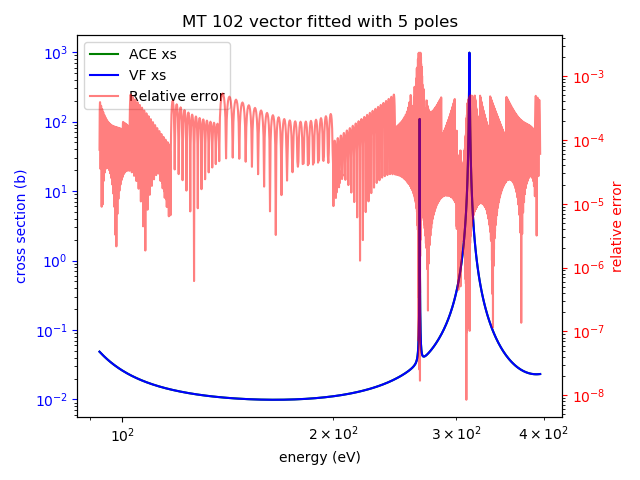 MT 102 vector fitted with 5 poles
ACE xs
VF xs
Relative error
cross section (b)
10³
10²
10¹
10⁰
10⁻¹
10⁻²
10⁻³
10⁻⁴
10⁻⁵
10⁻⁶
10⁻⁷
10⁻⁸
relative error
10² 2 × 10² 3 × 10² 4 × 10²
energy (eV)